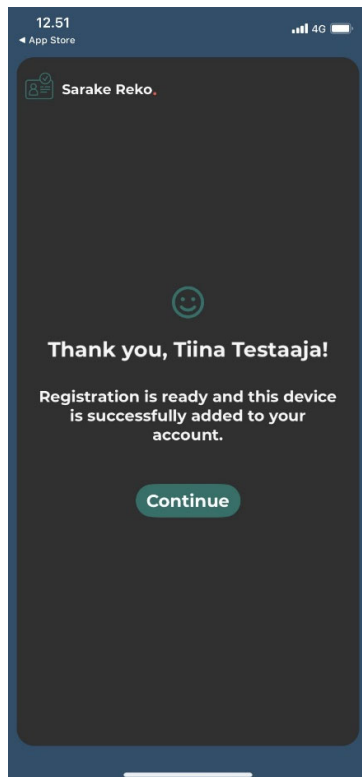 12.51
4G
◀ App Store
Sarake Reko.
Thank you, Tiina Testaaja!
Registration is ready and this device
is successfully added to your
account.
Continue